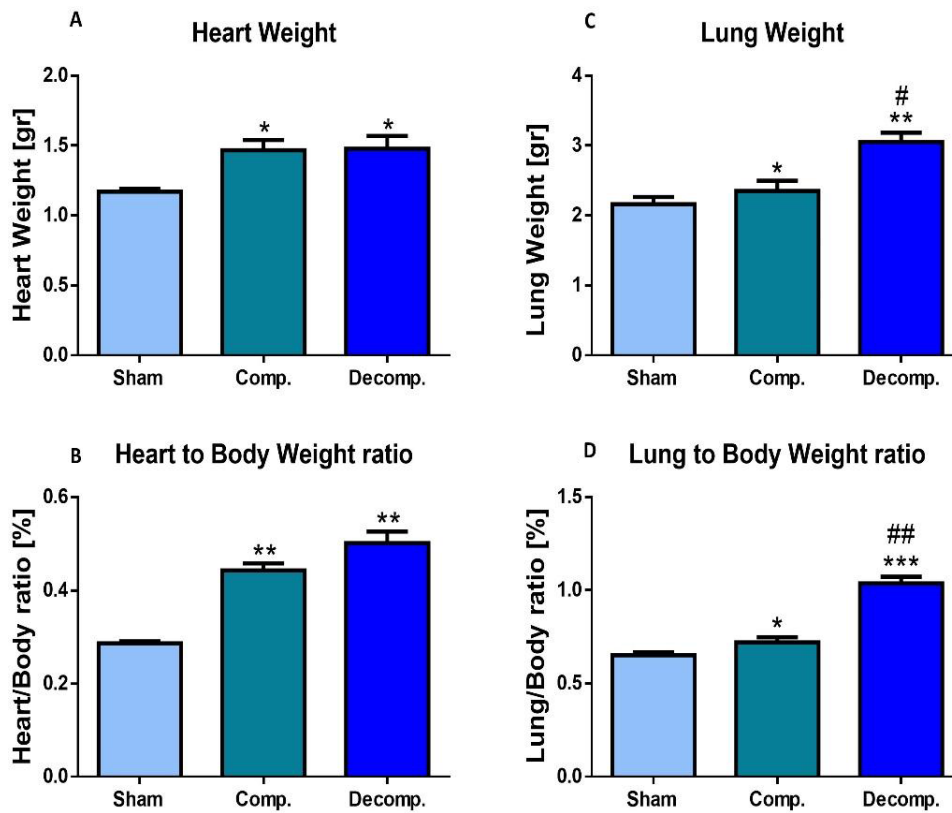 A
Heart Weight
Heart Weight [gr]
2.0
1.5
1.0
0.5
0.0
*
*
Sham Comp. Decomp.
C
Lung Weight
Lung Weight [gr]
4
3
2
1
0
*
#
**
Sham Comp. Decomp.
B Heart to Body Weight ratio
Heart/Body ratio [%]
0.6
0.4
0.2
0.0
**
**
Sham Comp. Decomp.
D Lung to Body Weight ratio
Lung/Body ratio [%]
1.5
1.0
0.5
0.0
*
##
***
Sham Comp. Decomp.